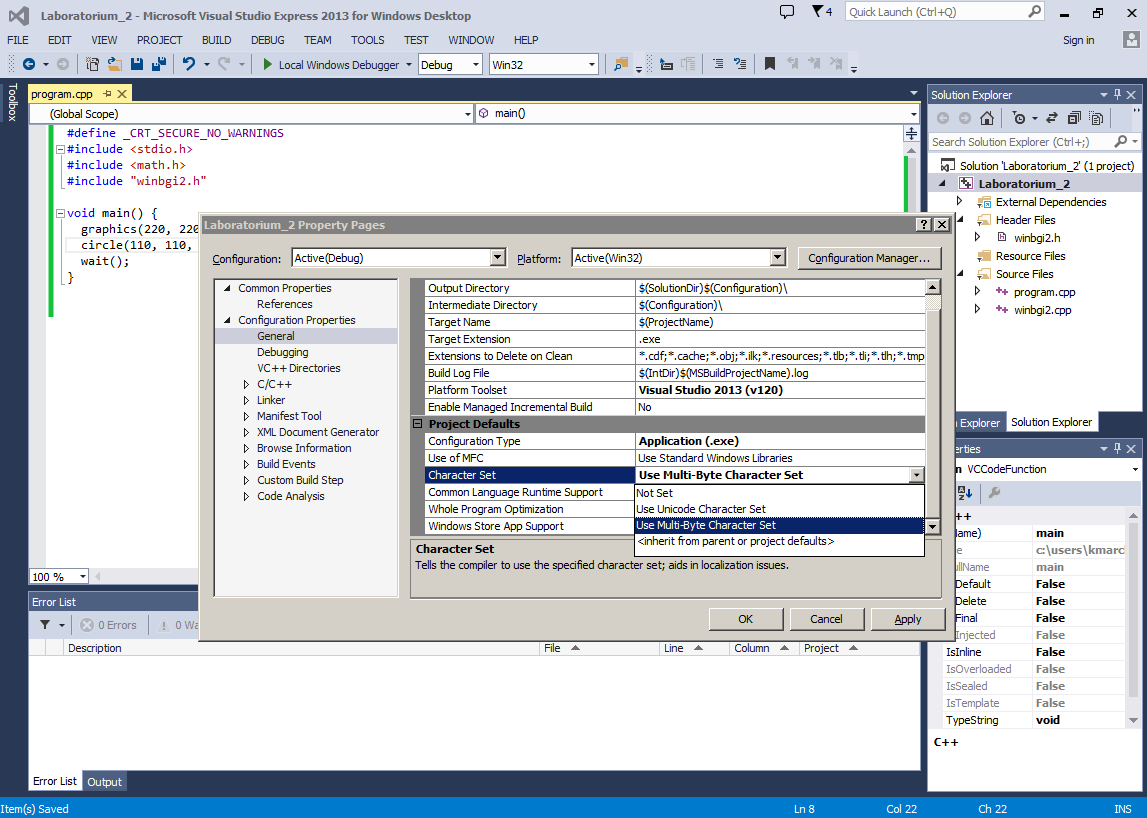 Laboratorium_2 - Microsoft Visual Studio Express 2013 for Windows Desktop
4
Quick Launch (Ctrl+Q)
FILE EDIT VIEW PROJECT BUILD DEBUG TEAM TOOLS TEST WINDOW HELP
Sign in
Local Windows Debugger Debug Win32
Toolbox
program.cpp
(Global Scope)
main()
#define _CRT_SECURE_NO_WARNINGS
#include <stdio.h>
#include <math.h>
#include "winbgi2.h"
void main() {
graphics(220, 220
circle(110, 110,
wait();
}
100 %
Laboratorium_2 Property Pages
Configuration: Active(Debug) Platform: Active(Win32) Configuration Manager...
Common Properties
References
Configuration Properties
General
Debugging
VC++ Directories
C/C++
Linker
Manifest Tool
XML Document Generator
Browse Information
Build Events
Custom Build Step
Code Analysis
Output Directory $(SolutionDir)$(Configuration)\
Intermediate Directory $(Configuration)\
Target Name $(ProjectName)
Target Extension .exe
Extensions to Delete on Clean *.cdf;*.cache;*.obj;*.ilk;*.resources;*.tlb;*.tli;*.tlh;*.tmp
Build Log File $(IntDir)$(MSBuildProjectName).log
Platform Toolset Visual Studio 2013 (v120)
Enable Managed Incremental Build No
Project Defaults
Configuration Type Application (.exe)
Use of MFC Use Standard Windows Libraries
Character Set Use Multi-Byte Character Set
Common Language Runtime Support
Whole Program Optimization
Windows Store App Support
Not Set
Use Unicode Character Set
Use Multi-Byte Character Set
<inherit from parent or project defaults>
Character Set
Tells the compiler to use the specified character set; aids in localization issues.
OK Cancel Apply
Solution Explorer
Search Solution Explorer (Ctrl+;)
Solution 'Laboratorium_2' (1 project)
Laboratorium_2
External Dependencies
Header Files
winbgi2.h
Resource Files
Source Files
program.cpp
winbgi2.cpp
Explorer Solution Explorer
erties
n VCCodeFunction
++
ame) main
e c:\users\kmarc
ullName main
Default False
Delete False
Final False
Injected False
IsInline False
IsOverloaded False
IsSealed False
IsTemplate False
TypeString void
C++
Error List
0 Errors 0 Wa
Description File Line Column Project
Error List Output
Item(s) Saved Ln 8 Col 22 Ch 22 INS